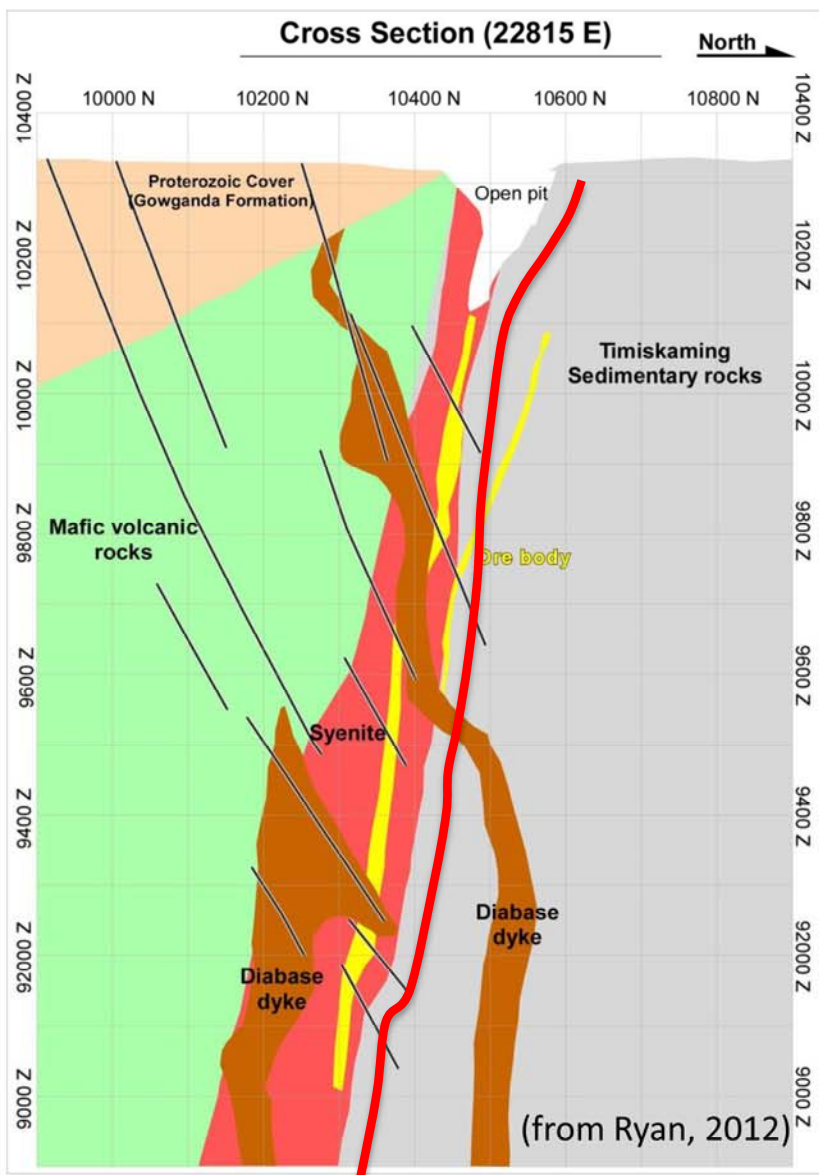 Cross Section (22815 E)
North
10000 N
10200 N
10400 N
10600 N
10800 N
10400 Z
10400 Z
Proterozoic Cover
(Gowganda Formation)
Open pit
10200 Z
10200 Z
Timiskaming
Sedimentary rocks
10000 Z
10000 Z
Mafic volcanic
rocks
9800 Z
9800 Z
Ore body
9600 Z
9600 Z
Syenite
9400 Z
9400 Z
Diabase
dyke
9200 Z
92000 Z
Diabase
dyke
9000 Z
9000 Z
(from Ryan, 2012)